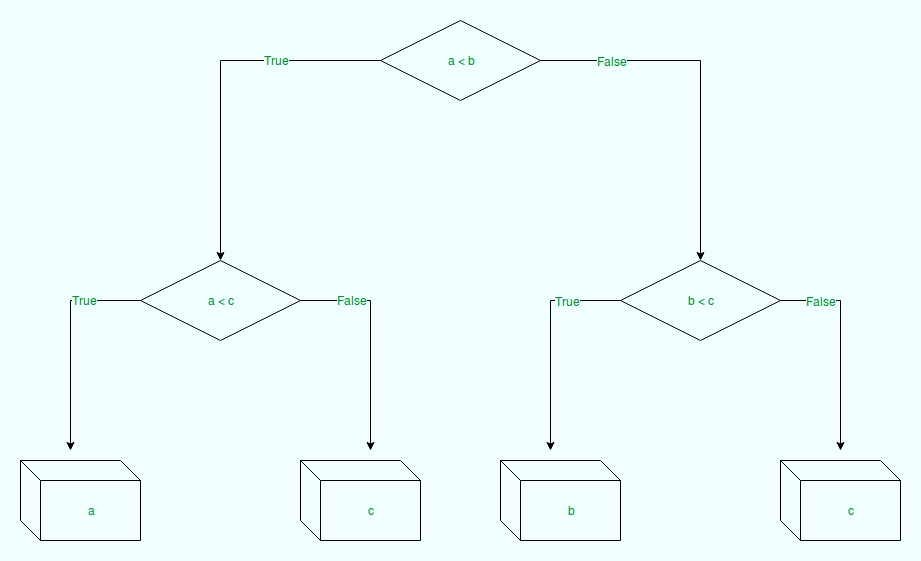 True
a < b
False
True
a < c
False
True
b < c
False
a
c
b
c